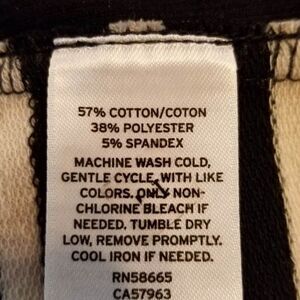 57% COTTON/COTON
38% POLYESTER
5% SPANDEX
MACHINE WASH COLD,
GENTLE CYCLE, WITH LIKE
COLORS. ONLY NON-
CHLORINE BLEACH IF
NEEDED. TUMBLE DRY
LOW, REMOVE PROMPTLY.
COOL IRON IF NEEDED.
RN58665
CA57963